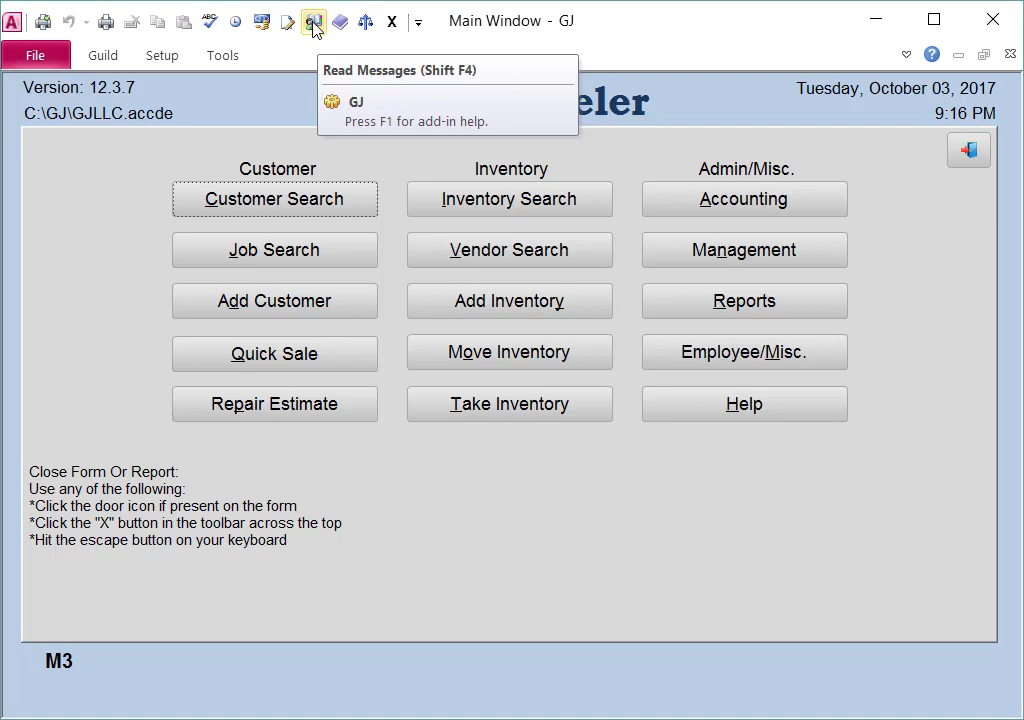 Main Window - GJ
File Guild Setup Tools
Read Messages (Shift F4)
GJ
Press F1 for add-in help.
Version: 12.3.7
C:\GJ\GJLLC.accde
Tuesday, October 03, 2017
9:16 PM
Customer
Customer Search
Job Search
Add Customer
Quick Sale
Repair Estimate
Inventory
Inventory Search
Vendor Search
Add Inventory
Move Inventory
Take Inventory
Admin/Misc.
Accounting
Management
Reports
Employee/Misc.
Help
Close Form Or Report:
Use any of the following:
*Click the door icon if present on the form
*Click the "X" button in the toolbar across the top
*Hit the escape button on your keyboard
M3